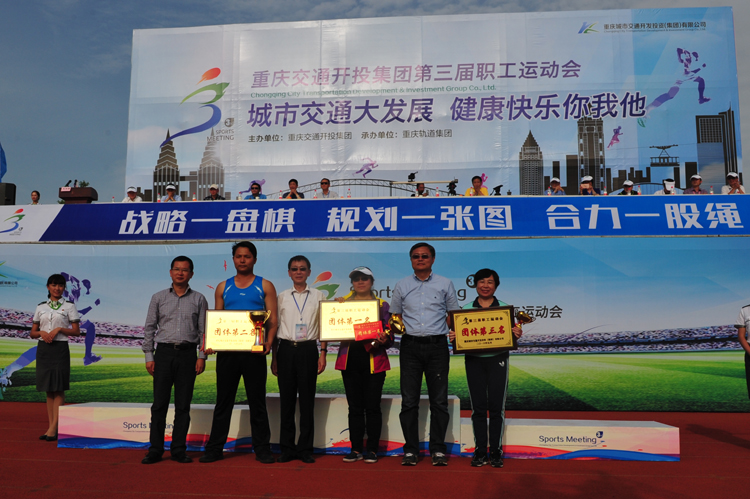 重庆城市交通开发投资(集团)有限公司
重庆交通开投集团第三届职工运动会
Chongqing City Transportation Development & Investment Group Co., Ltd.
城市交通大发展 健康快乐你我他
SPORTS
MEETING
主办单位：重庆交通开投集团 承办单位：重庆轨道集团
战略一盘棋 规划一张图 合力一股绳
运动会
团体第二名
团体第一名
团体第三名
Sports Meeting
Sports Meeting